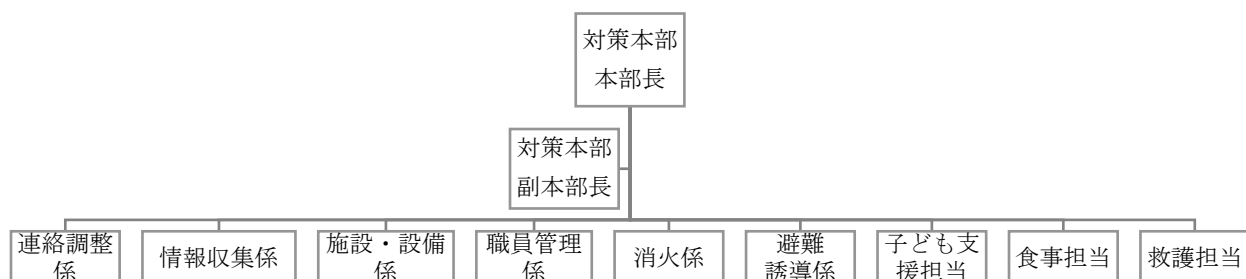 対策本部
本部長
対策本部
副本部長
連絡調整
係
情報収集係
施設・設備
係
職員管理
係
消火係
避難
誘導係
子ども支
援担当
食事担当
救護担当